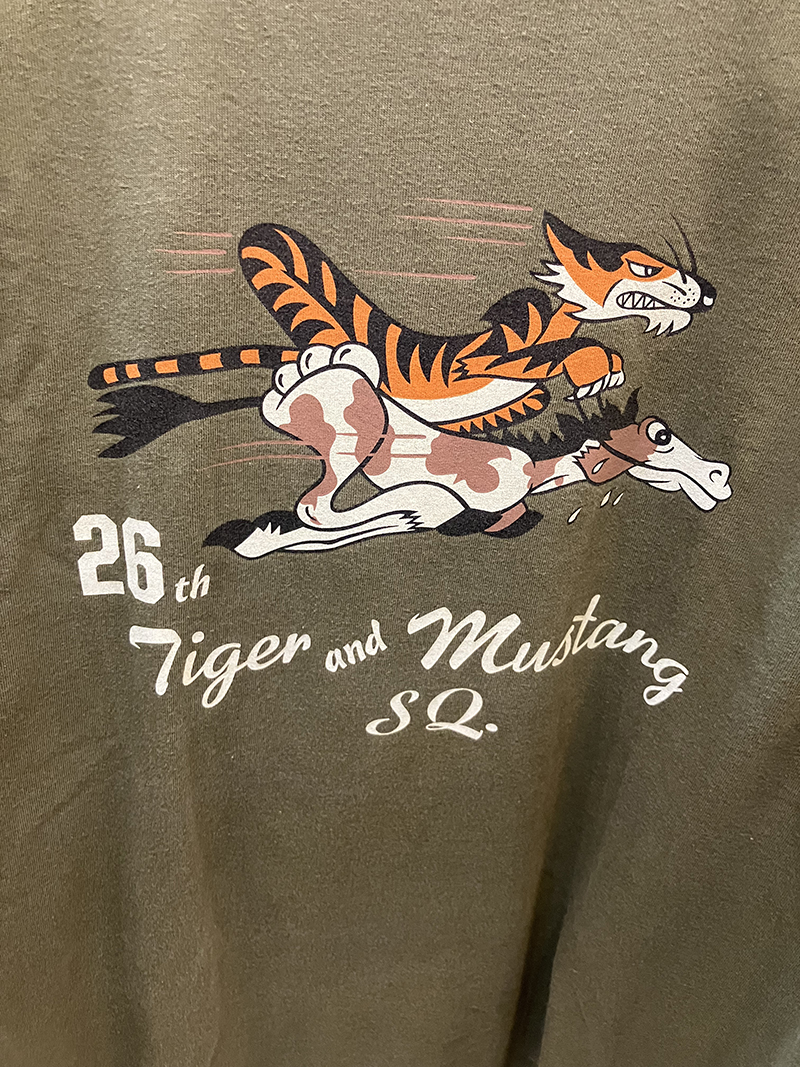 26th
Tiger and Mustang
SQ.